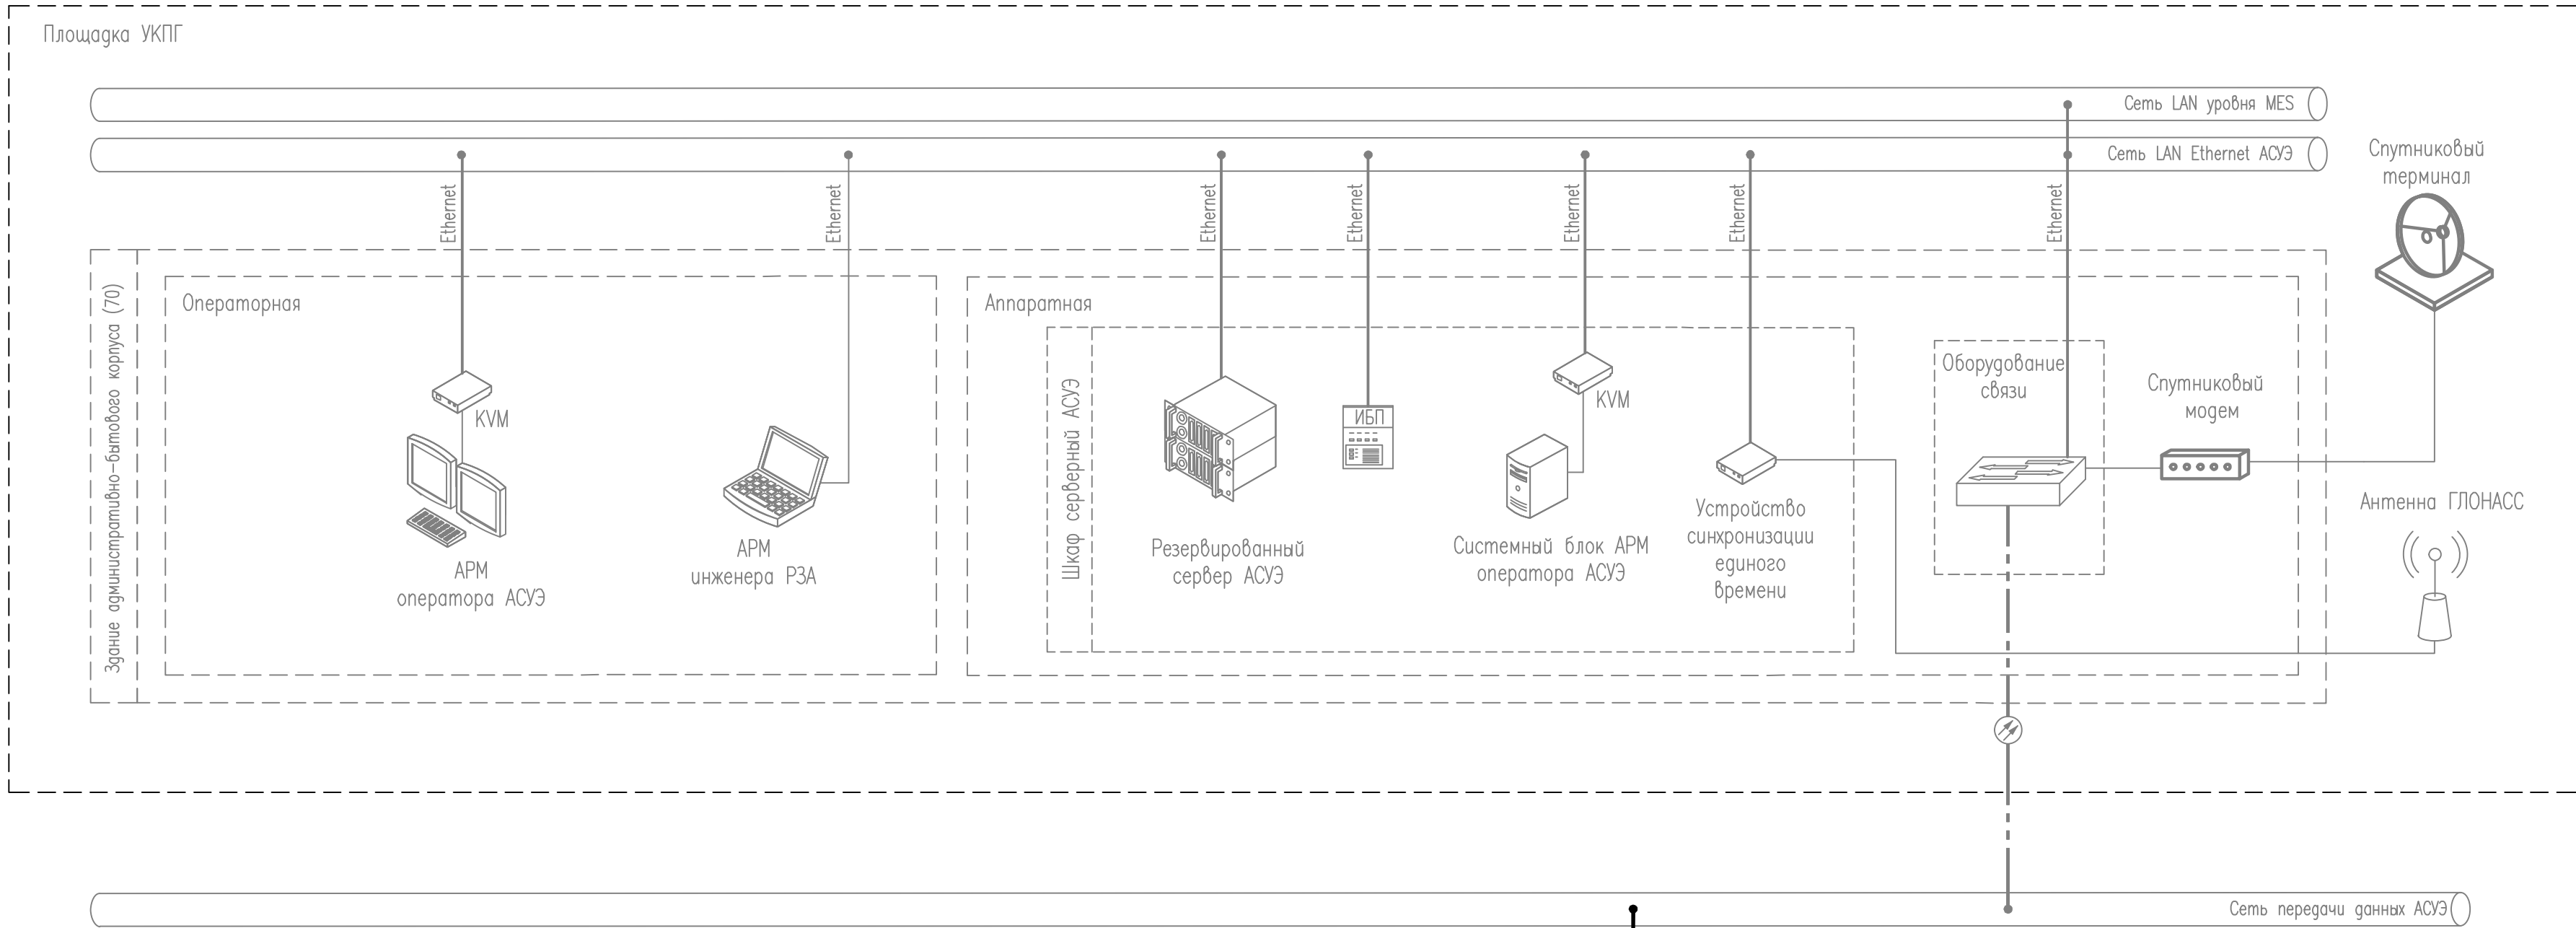 Площадка УКПГ
Сеть LAN уровня MES
Сеть LAN Ethernet АСУЭ
Спутниковый
терминал
Ethernet
Ethernet
Ethernet
Ethernet
Ethernet
Ethernet
Ethernet
Здание административно-бытового корпуса (70)
Операторная
KVM
АРМ
оператора АСУЭ
АРМ
инженера РЗА
Аппаратная
Шкаф серверный АСУЭ
Резервированный
сервер АСУЭ
ИБП
KVM
Системный блок АРМ
оператора АСУЭ
Устройство
синхронизации
единого
времени
Оборудование
связи
Спутниковый
модем
Антенна ГЛОНАСС
Сеть передачи данных АСУЭ